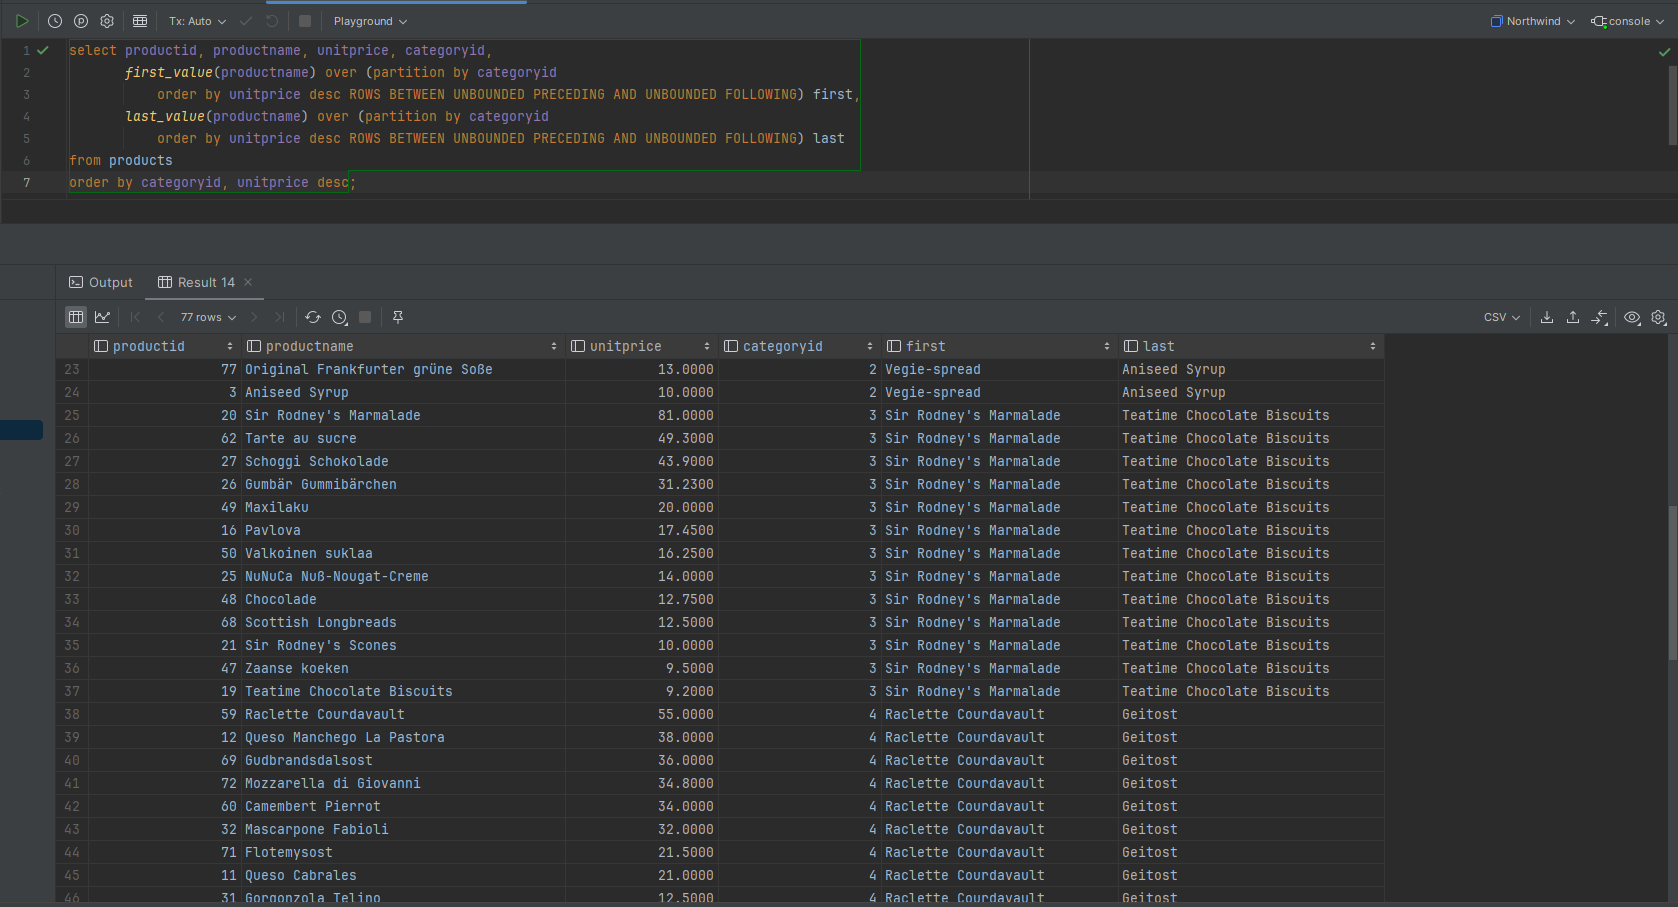 Tx: Auto Playground Northwind console
1 select productid, productname, unitprice, categoryid,
2 first_value(productname) over (partition by categoryid
3 order by unitprice desc ROWS BETWEEN UNBOUNDED PRECEDING AND UNBOUNDED FOLLOWING) first,
4 last_value(productname) over (partition by categoryid
5 order by unitprice desc ROWS BETWEEN UNBOUNDED PRECEDING AND UNBOUNDED FOLLOWING) last
6 from products
7 order by categoryid, unitprice desc;
Output Result 14
77 rows CSV
productid productname unitprice categoryid first last
23 77 Original Frankfurter grüne Soße 13.0000 2 Vegie-spread Aniseed Syrup
24 3 Aniseed Syrup 10.0000 2 Vegie-spread Aniseed Syrup
25 20 Sir Rodney's Marmalade 81.0000 3 Sir Rodney's Marmalade Teatime Chocolate Biscuits
26 62 Tarte au sucre 49.3000 3 Sir Rodney's Marmalade Teatime Chocolate Biscuits
27 27 Schoggi Schokolade 43.9000 3 Sir Rodney's Marmalade Teatime Chocolate Biscuits
28 26 Gumbär Gummibärchen 31.2300 3 Sir Rodney's Marmalade Teatime Chocolate Biscuits
29 49 Maxilaku 20.0000 3 Sir Rodney's Marmalade Teatime Chocolate Biscuits
30 16 Pavlova 17.4500 3 Sir Rodney's Marmalade Teatime Chocolate Biscuits
31 50 Valkoinen suklaa 16.2500 3 Sir Rodney's Marmalade Teatime Chocolate Biscuits
32 25 NuNuCa Nuß-Nougat-Creme 14.0000 3 Sir Rodney's Marmalade Teatime Chocolate Biscuits
33 48 Chocolade 12.7500 3 Sir Rodney's Marmalade Teatime Chocolate Biscuits
34 68 Scottish Longbreads 12.5000 3 Sir Rodney's Marmalade Teatime Chocolate Biscuits
35 21 Sir Rodney's Scones 10.0000 3 Sir Rodney's Marmalade Teatime Chocolate Biscuits
36 47 Zaanse koeken 9.5000 3 Sir Rodney's Marmalade Teatime Chocolate Biscuits
37 19 Teatime Chocolate Biscuits 9.2000 3 Sir Rodney's Marmalade Teatime Chocolate Biscuits
38 59 Raclette Courdavault 55.0000 4 Raclette Courdavault Geitost
39 12 Queso Manchego La Pastora 38.0000 4 Raclette Courdavault Geitost
40 69 Gudbrandsdalsost 36.0000 4 Raclette Courdavault Geitost
41 72 Mozzarella di Giovanni 34.8000 4 Raclette Courdavault Geitost
42 60 Camembert Pierrot 34.0000 4 Raclette Courdavault Geitost
43 32 Mascarpone Fabioli 32.0000 4 Raclette Courdavault Geitost
44 71 Flotemysost 21.5000 4 Raclette Courdavault Geitost
45 11 Queso Cabrales 21.0000 4 Raclette Courdavault Geitost
46 31 Gorgonzola Telino 12.5000 4 Raclette Courdavault Geitost